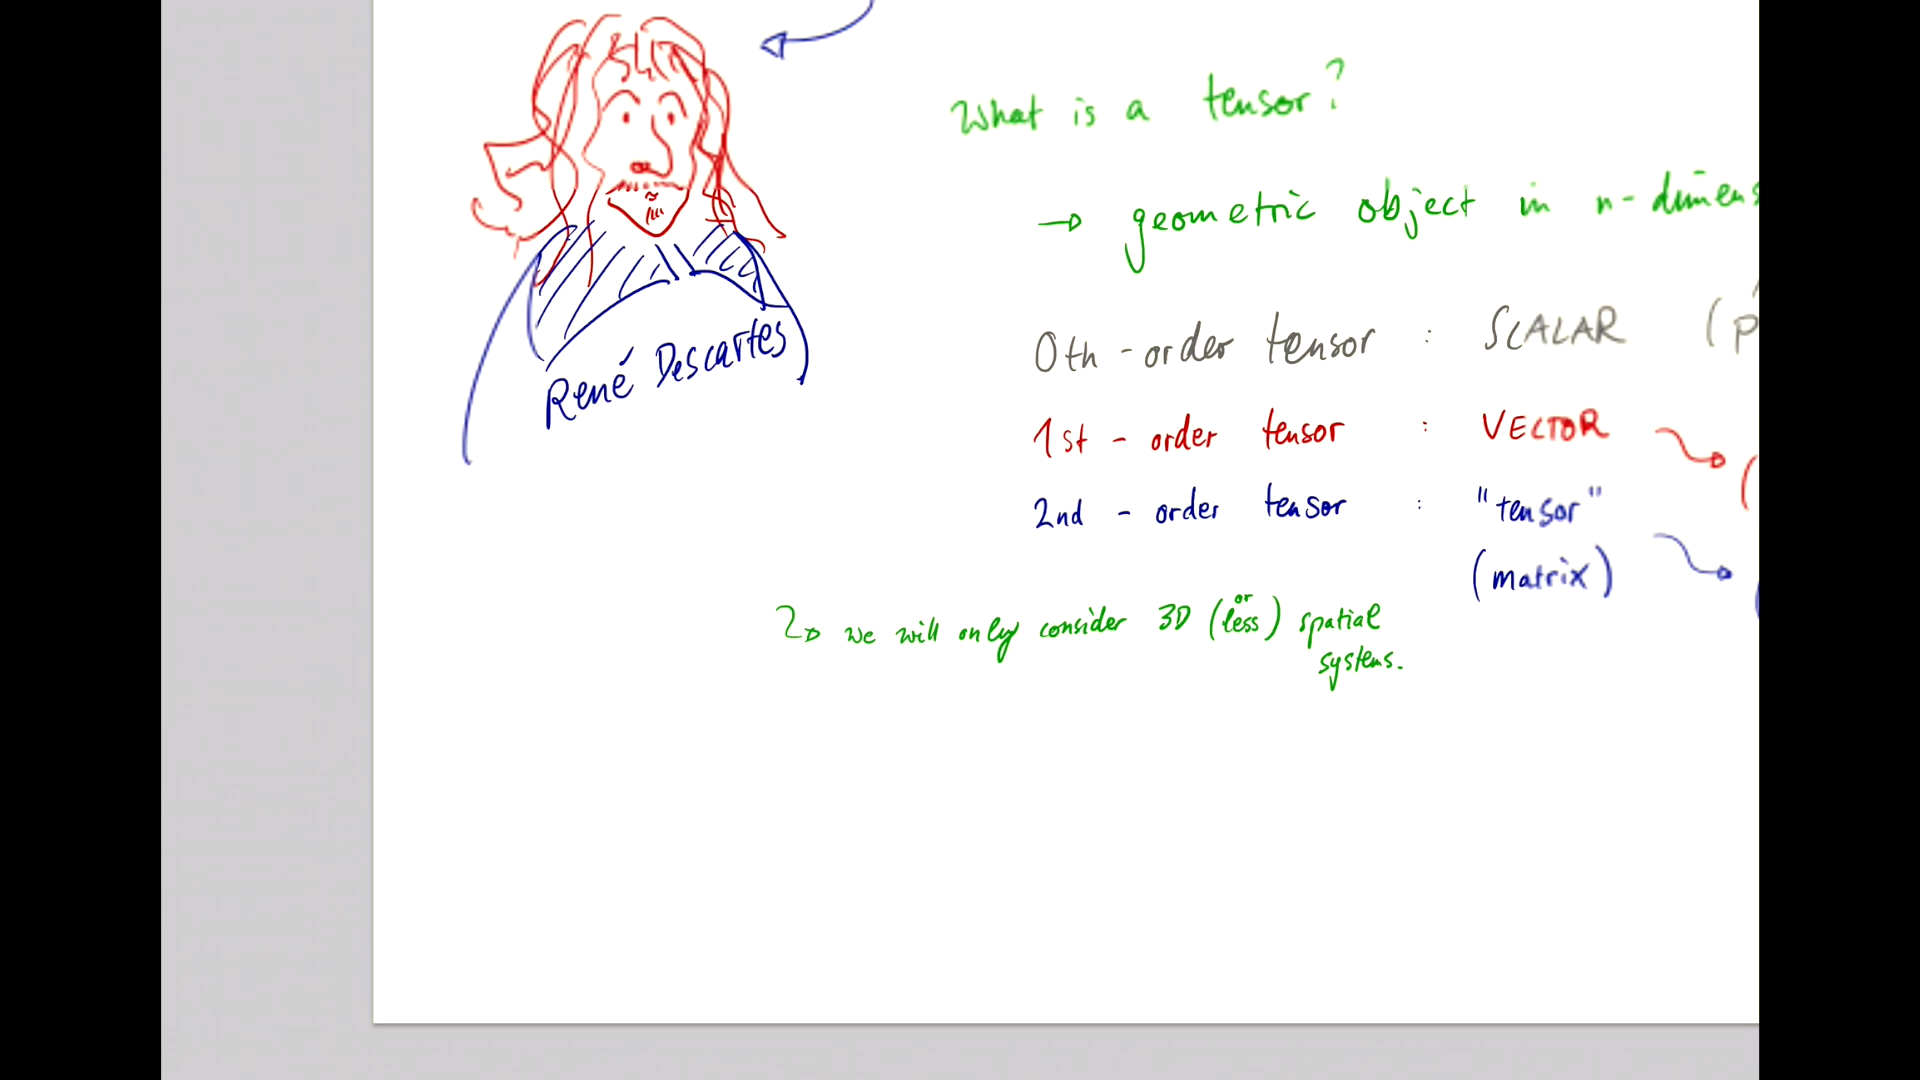 What is a tensor?
→ geometric object in n-dimens
0th-order tensor : SCALAR (p
1st-order tensor : VECTOR (
2nd-order tensor : "tensor"
(matrix)
René Descartes
we will only consider 3D (or less) spatial
systems.